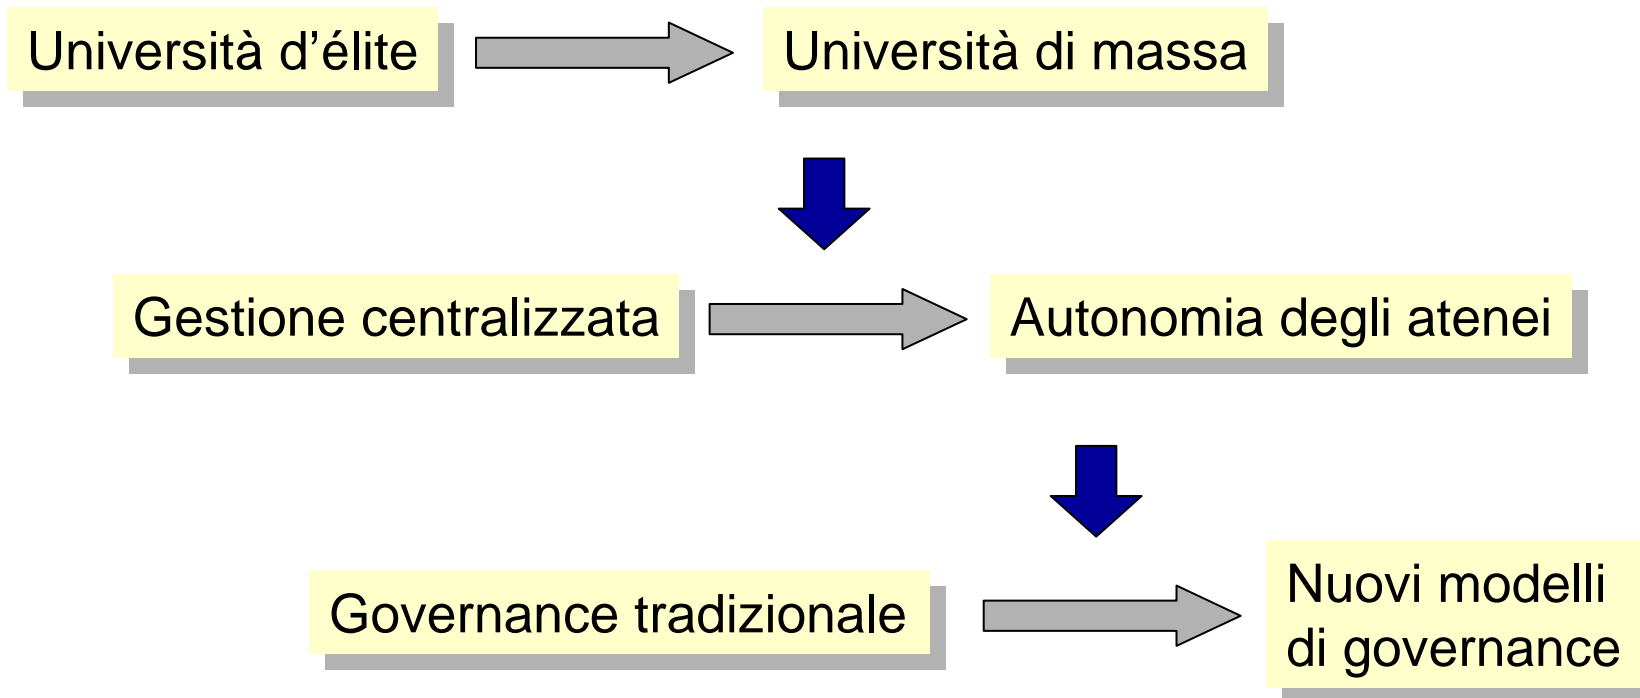 Università d’élite
Università di massa
Gestione centralizzata
Autonomia degli atenei
Governance tradizionale
Nuovi modelli
di governance